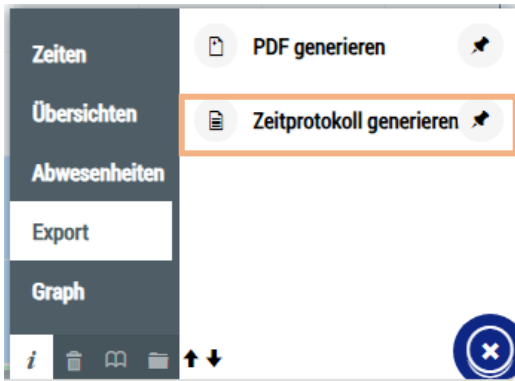 Zeiten
Übersichten
Abwesenheiten
Export
Graph
PDF generieren
Zeitprotokoll generieren
i